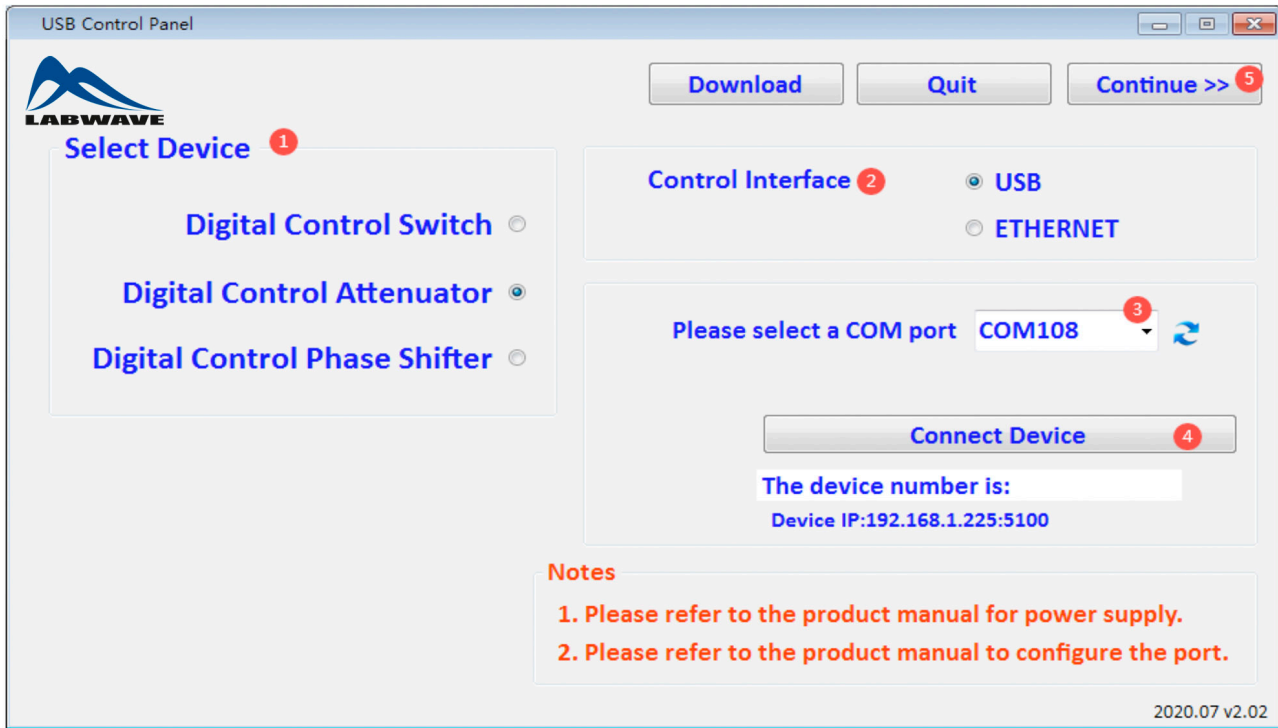 USB Control Panel
LABWAVE
Download
Quit
Continue >> 5
Select Device 1
Digital Control Switch
Digital Control Attenuator
Digital Control Phase Shifter
Control Interface 2
USB
ETHERNET
Please select a COM port COM108 3
Connect Device 4
The device number is:
Device IP:192.168.1.225:5100
Notes
1. Please refer to the product manual for power supply.
2. Please refer to the product manual to configure the port.
2020.07 v2.02